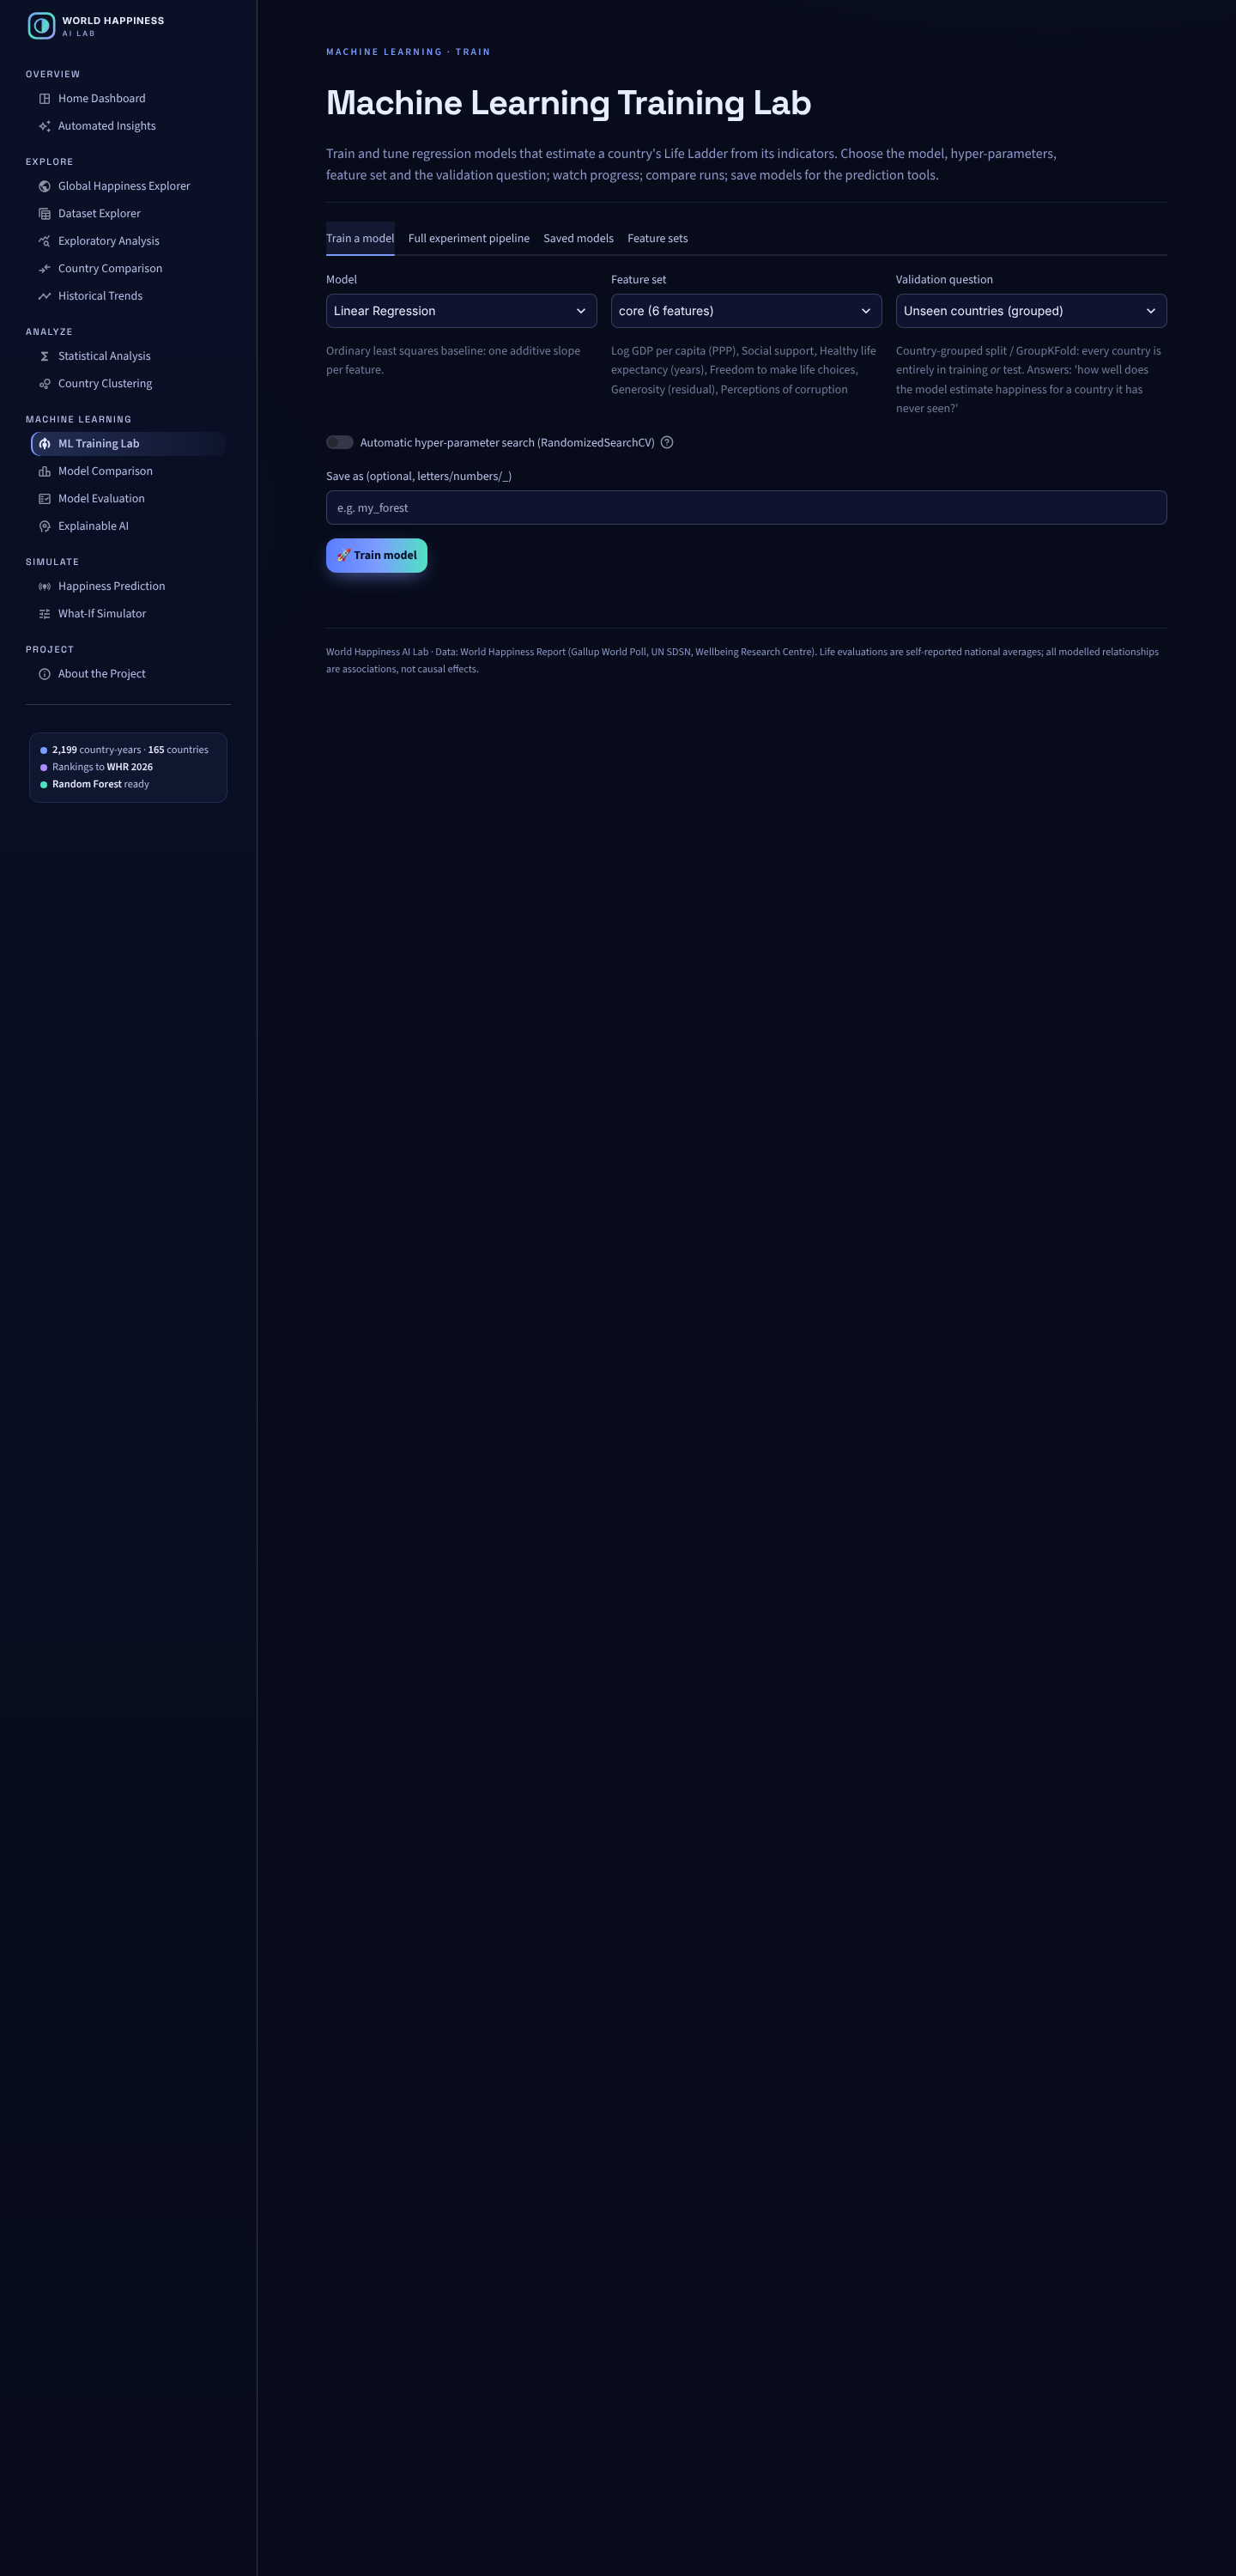 WORLD HAPPINESS
AI LAB
OVERVIEW
Home Dashboard
Automated Insights
EXPLORE
Global Happiness Explorer
Dataset Explorer
Exploratory Analysis
Country Comparison
Historical Trends
ANALYZE
Statistical Analysis
Country Clustering
MACHINE LEARNING
ML Training Lab
Model Comparison
Model Evaluation
Explainable AI
SIMULATE
Happiness Prediction
What-If Simulator
PROJECT
About the Project
2,199 country-years · 165 countries
Rankings to WHR 2026
Random Forest ready
MACHINE LEARNING · TRAIN
Machine Learning Training Lab
Train and tune regression models that estimate a country's Life Ladder from its indicators. Choose the model, hyper-parameters,
feature set and the validation question; watch progress; compare runs; save models for the prediction tools.
Train a model
Full experiment pipeline
Saved models
Feature sets
Model
Linear Regression
Ordinary least squares baseline: one additive slope
per feature.
Feature set
core (6 features)
Log GDP per capita (PPP), Social support, Healthy life
expectancy (years), Freedom to make life choices,
Generosity (residual), Perceptions of corruption
Validation question
Unseen countries (grouped)
Country-grouped split / GroupKFold: every country is
entirely in training or test. Answers: 'how well does
the model estimate happiness for a country it has
never seen?'
Automatic hyper-parameter search (RandomizedSearchCV)
Save as (optional, letters/numbers/_)
e.g. my_forest
🚀 Train model
World Happiness AI Lab · Data: World Happiness Report (Gallup World Poll, UN SDSN, Wellbeing Research Centre). Life evaluations are self-reported national averages; all modelled relationships
are associations, not causal effects.